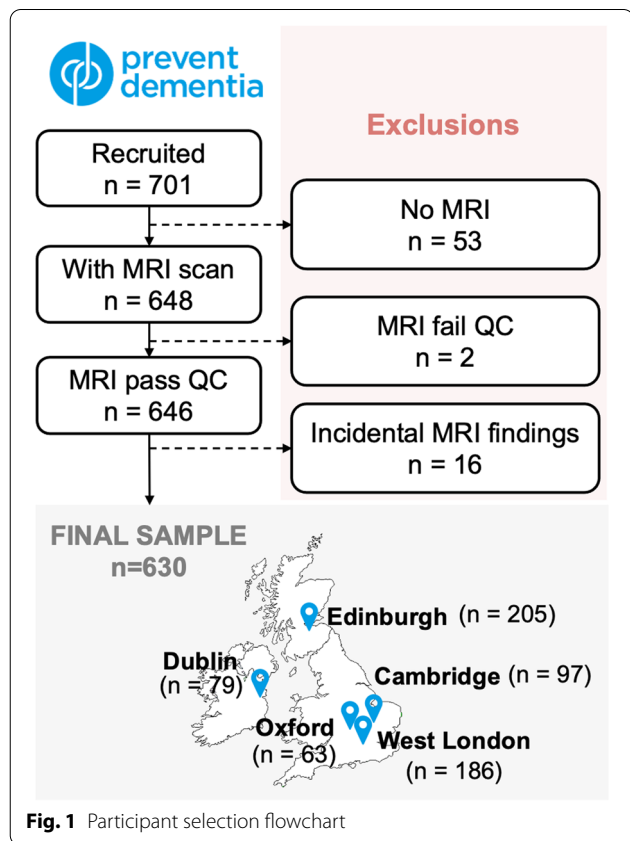 prevent
dementia
Exclusions
Recruited
n = 701
No MRI
n = 53
With MRI scan
n = 648
MRI fail QC
n = 2
MRI pass QC
n = 646
Incidental MRI findings
n = 16
FINAL SAMPLE
n=630
Edinburgh (n = 205)
Dublin
(n = 79)
Cambridge (n = 97)
Oxford
(n = 63)
West London
(n = 186)
Fig. 1 Participant selection flowchart